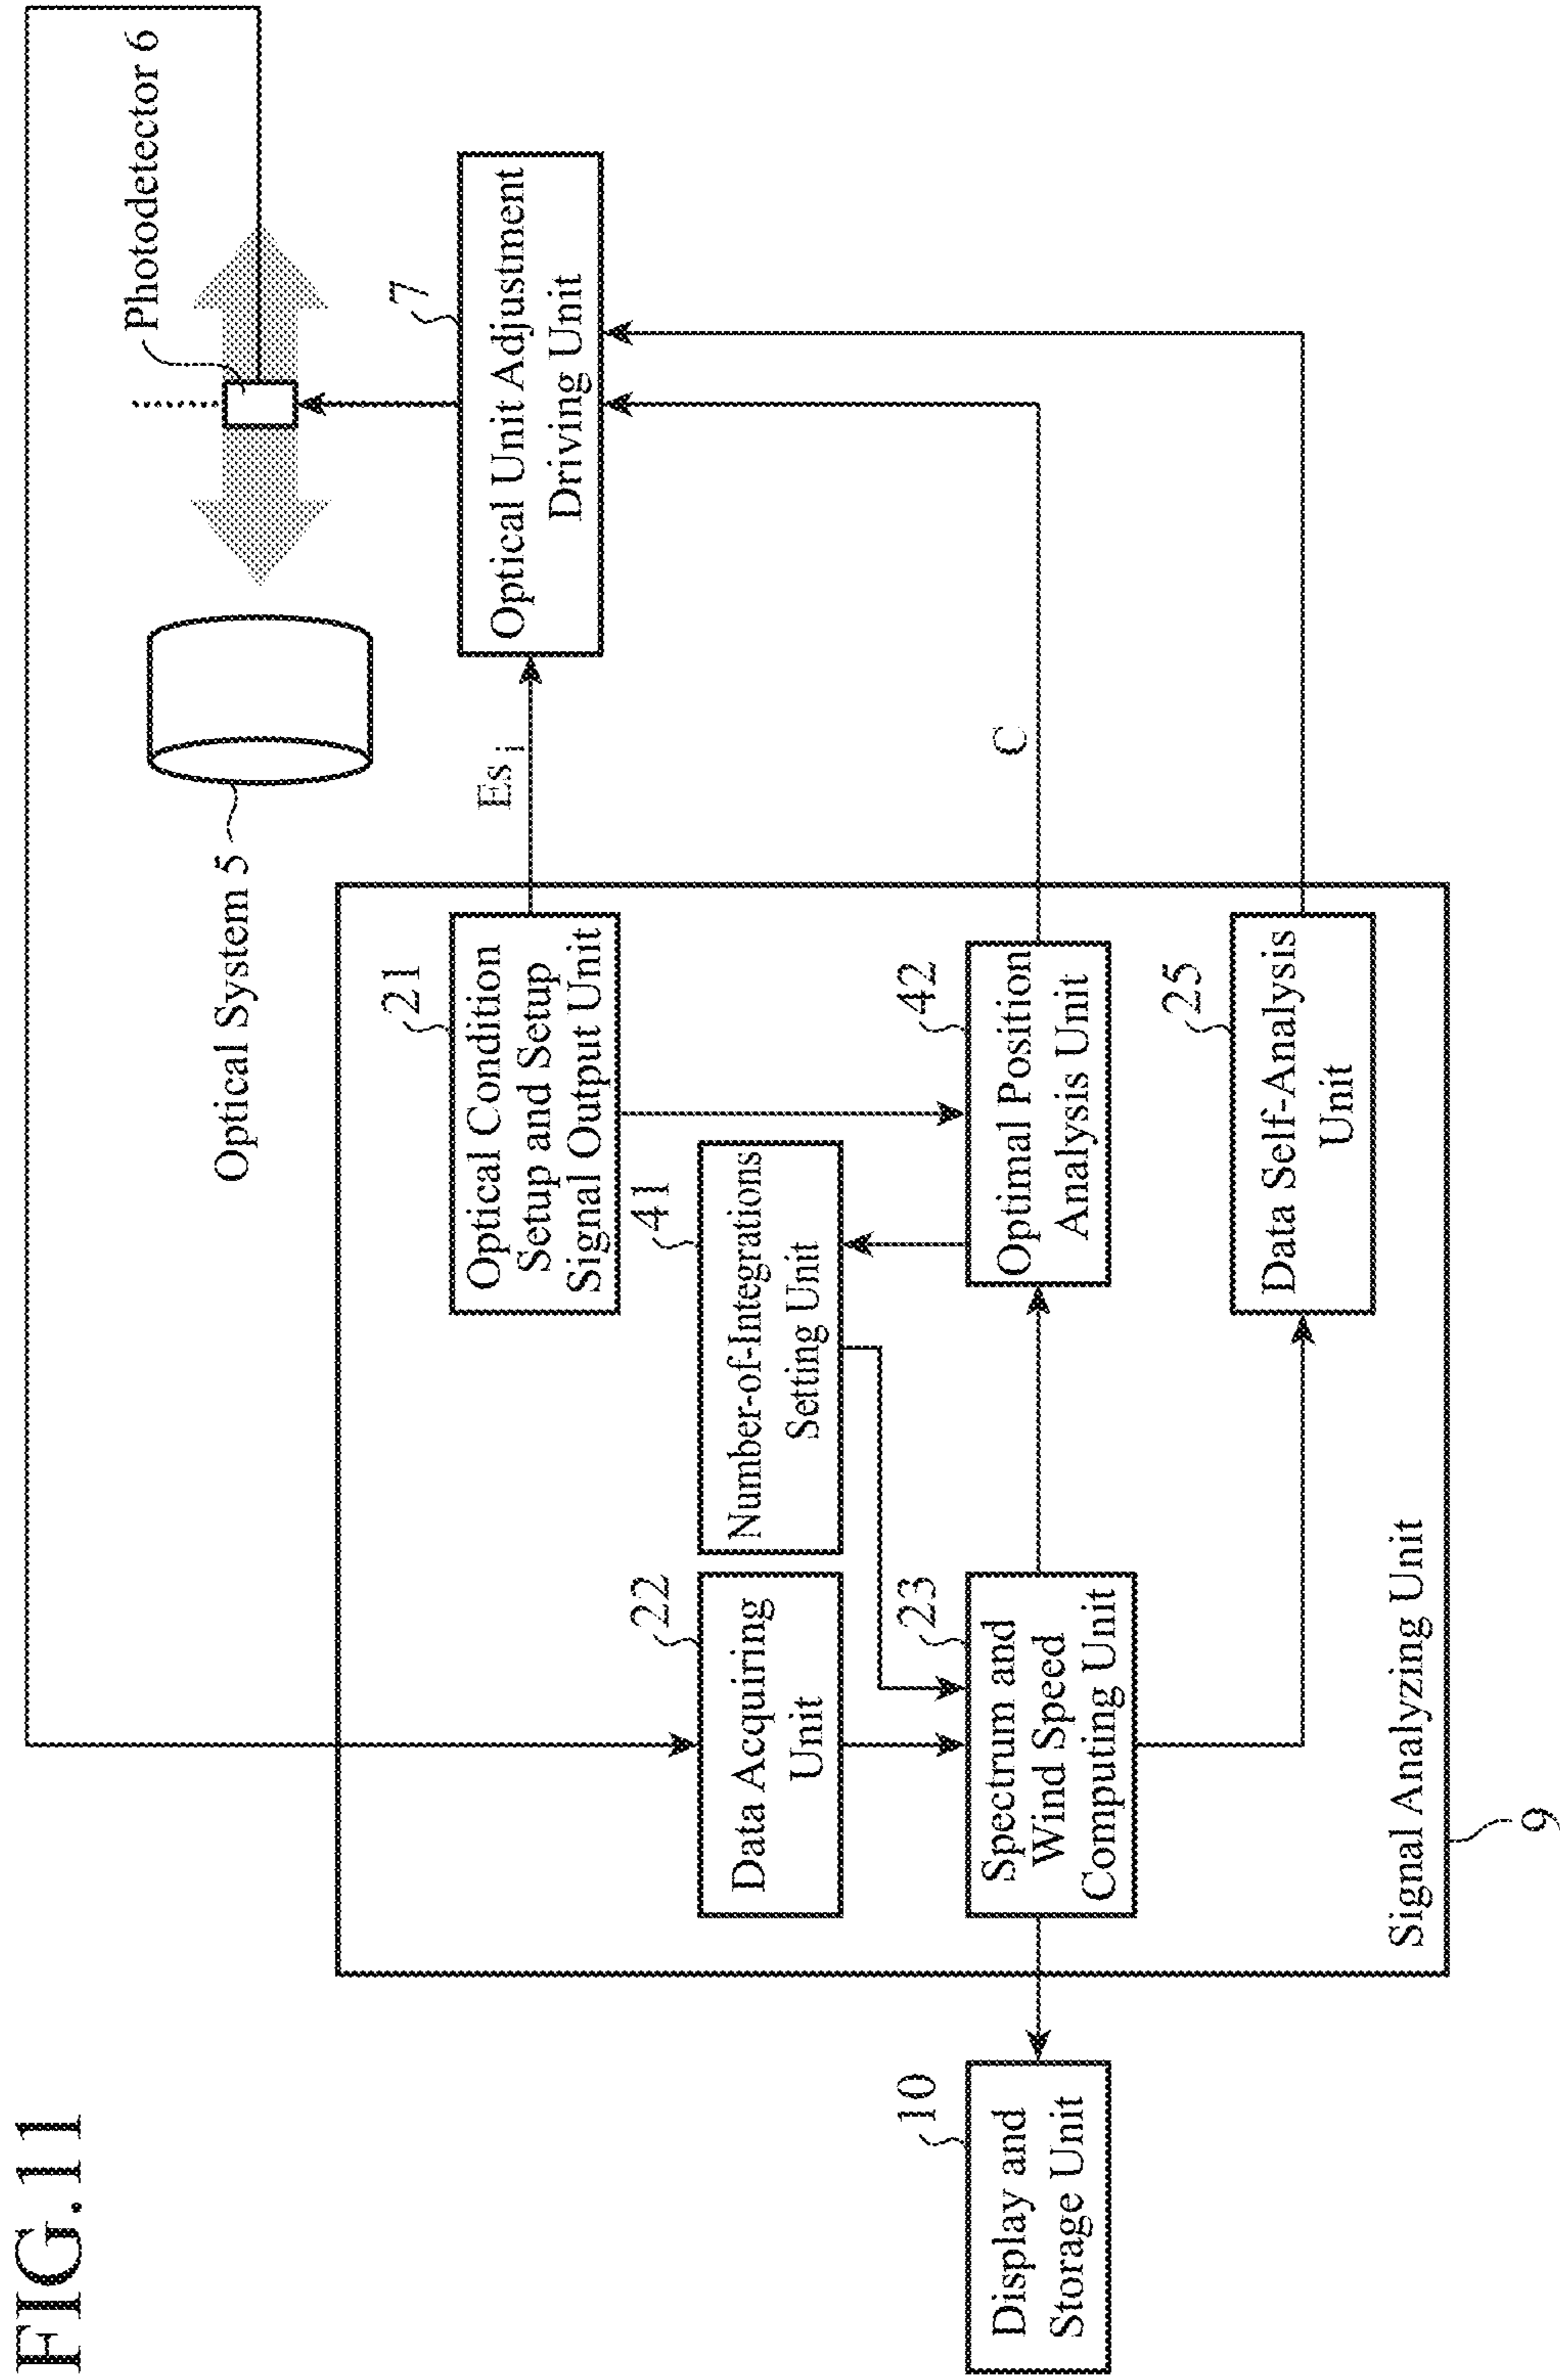 FIG.11
Optical System 5
Photodetector 6
7
Optical Unit Adjustment
Driving Unit
Es i
C
21
Optical Condition
Setup and Setup
Signal Output Unit
41
Number-of-Integrations
Setting Unit
42
Optimal Position
Analysis Unit
22
Data Acquiring
Unit
23
Spectrum and
Wind Speed
Computing Unit
25
Data Self-Analysis
Unit
10
Display and
Storage Unit
Signal Analyzing Unit
9